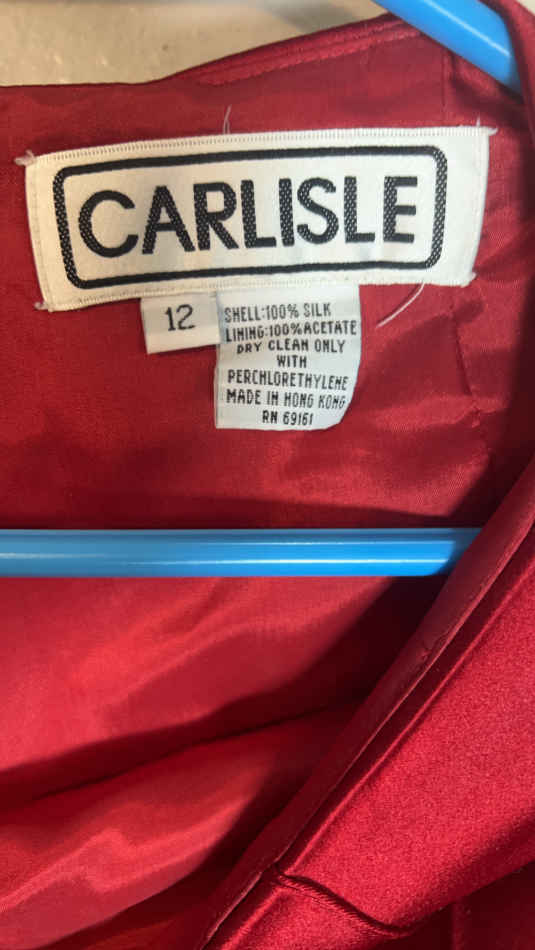 CARLISLE
12
SHELL:100% SILK
LINING:100%ACETATE
DRY CLEAN ONLY
WITH
PERCHLORETHYLENE
MADE IN HONG KONG
RN 69161